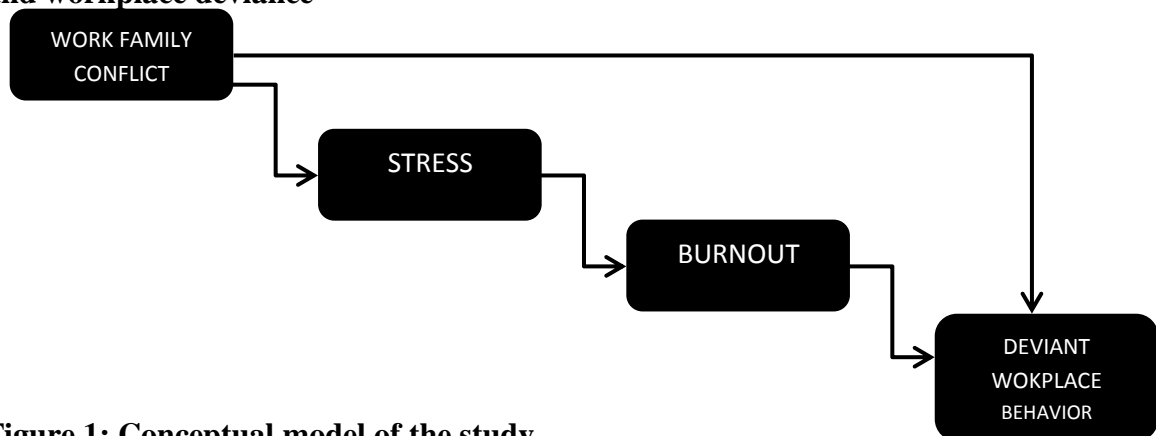 and workplace deviance
WORK FAMILY
CONFLICT
STRESS
BURNOUT
DEVIANT
WOKPLACE
BEHAVIOR
Figure 1: Conceptual model of the study